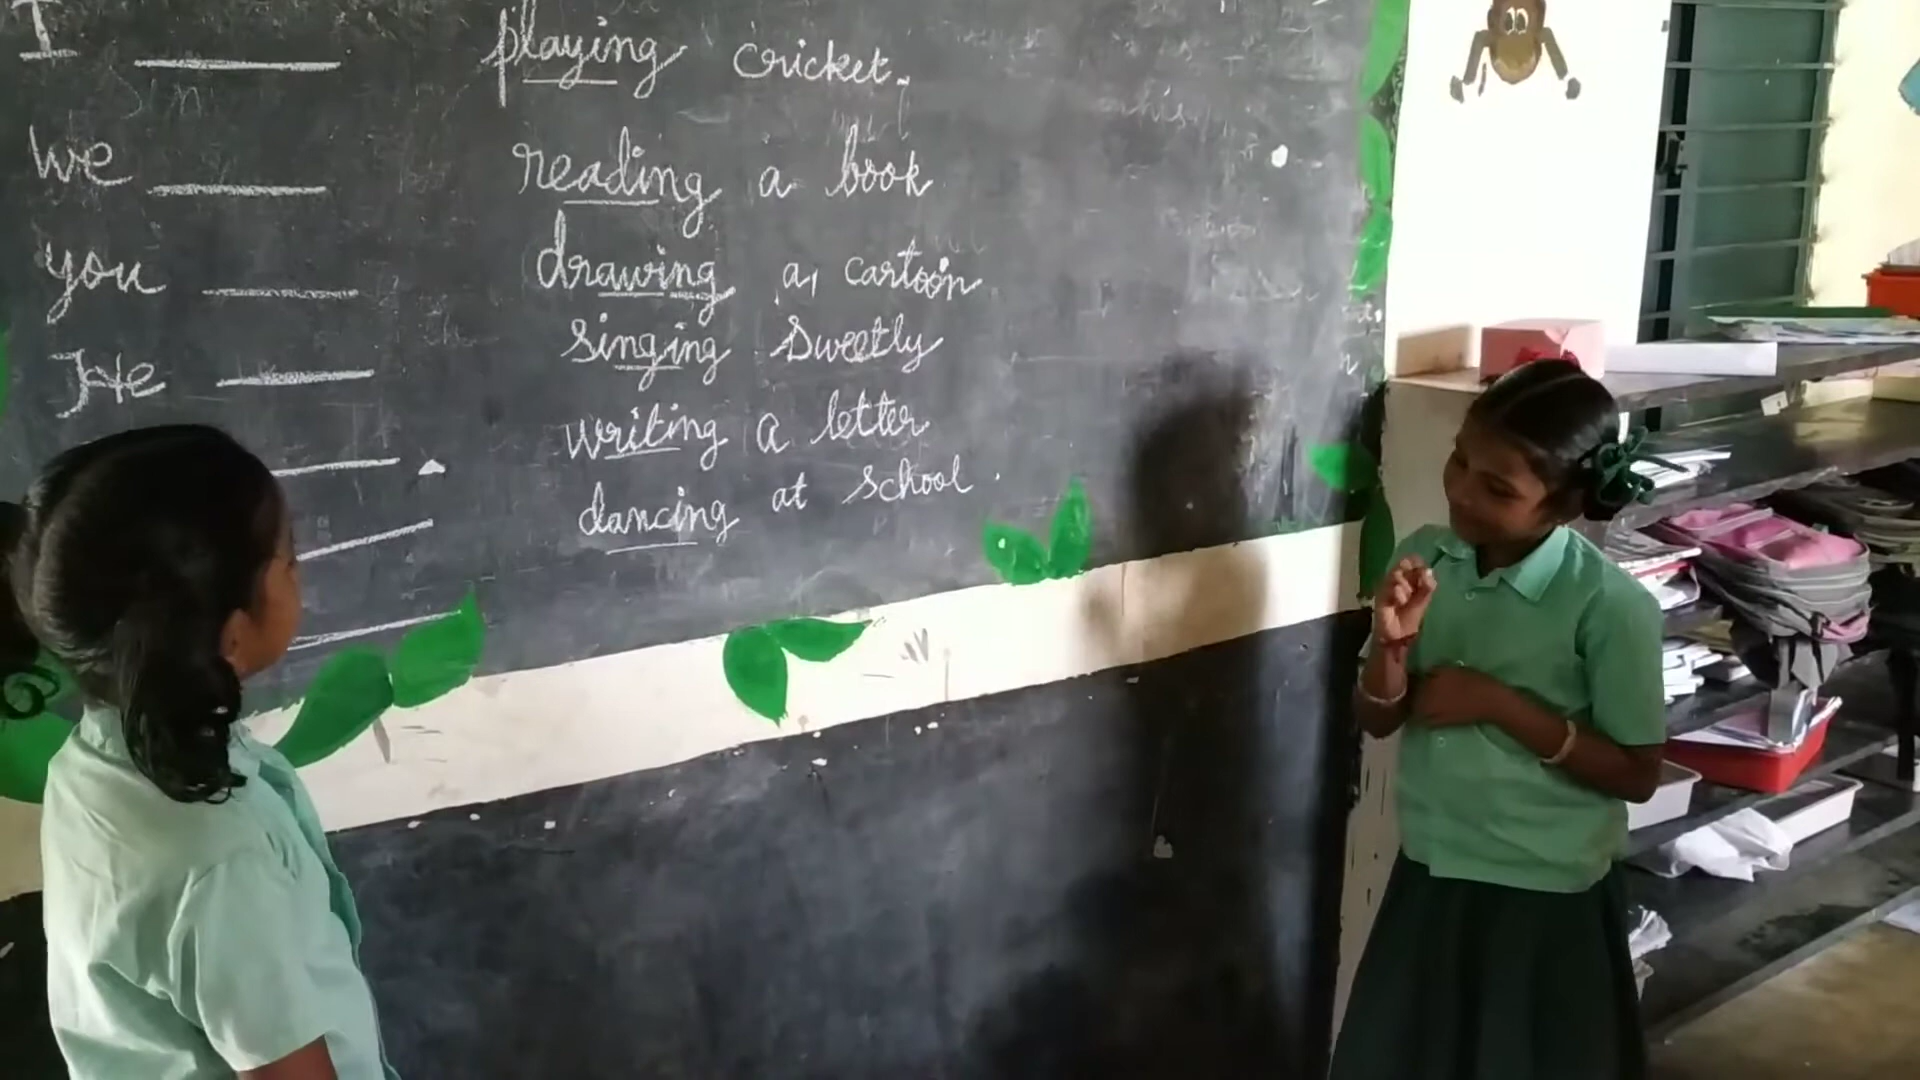 I ______ playing cricket.
We ______ reading a book
you ______ drawing a cartoon
He ______ singing sweetly
______ writing a letter
______ dancing at school.